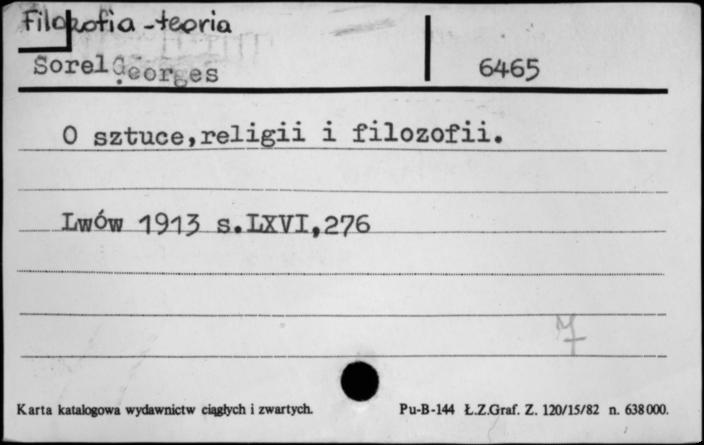 Filozofia-teoria
Sorel Georges 6465
O sztuce,religii i filozofii.
Lwów 1913 s.LXVI,276
Karta katalogowa wydawnictw ciągłych i zwartych. Pu-B-144 Ł.Z.Graf. Z. 120/15/82 n. 638000.